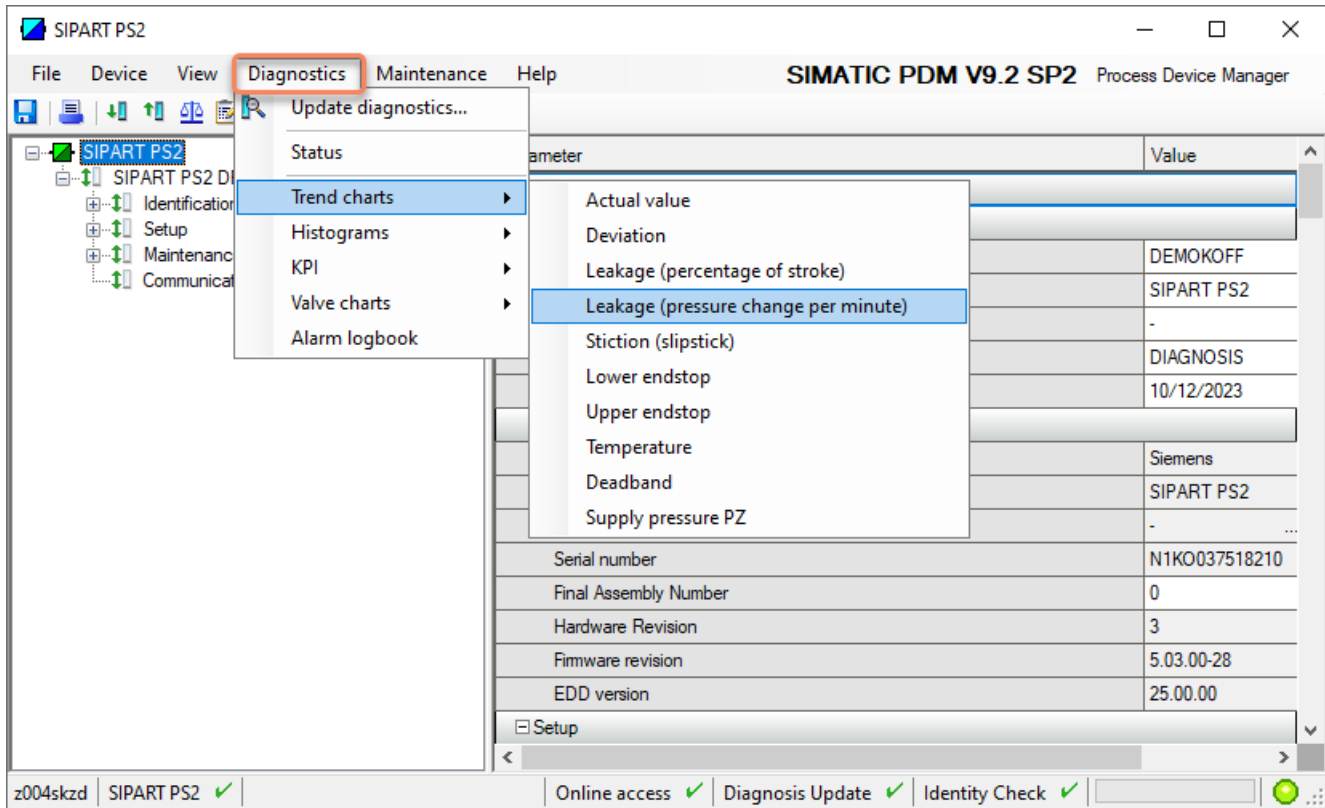 SIPART PS2
File Device View Diagnostics Maintenance Help SIMATIC PDM V9.2 SP2 Process Device Manager
Update diagnostics...
Status
Trend charts
Histograms
KPI
Valve charts
Alarm logbook
Actual value
Deviation
Leakage (percentage of stroke)
Leakage (pressure change per minute)
Stiction (slipstick)
Lower endstop
Upper endstop
Temperature
Deadband
Supply pressure PZ
SIPART PS2
SIPART PS2 DI
Identification
Setup
Maintenanc
Communicat
ameter Value
DEMOKOFF
SIPART PS2
-
DIAGNOSIS
10/12/2023
Siemens
SIPART PS2
- ...
Serial number N1KO037518210
Final Assembly Number 0
Hardware Revision 3
Firmware revision 5.03.00-28
EDD version 25.00.00
Setup
z004skzd SIPART PS2 Online access Diagnosis Update Identity Check